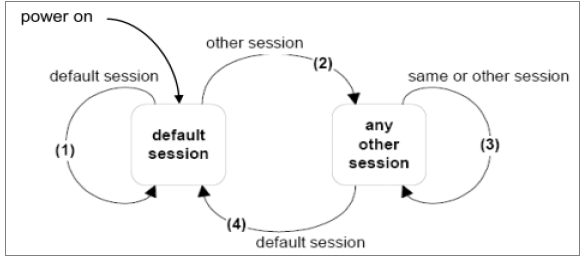 power on
other session
(2)
default session
same or other session
default
session
any
other
session
(1)
(3)
(4)
default session